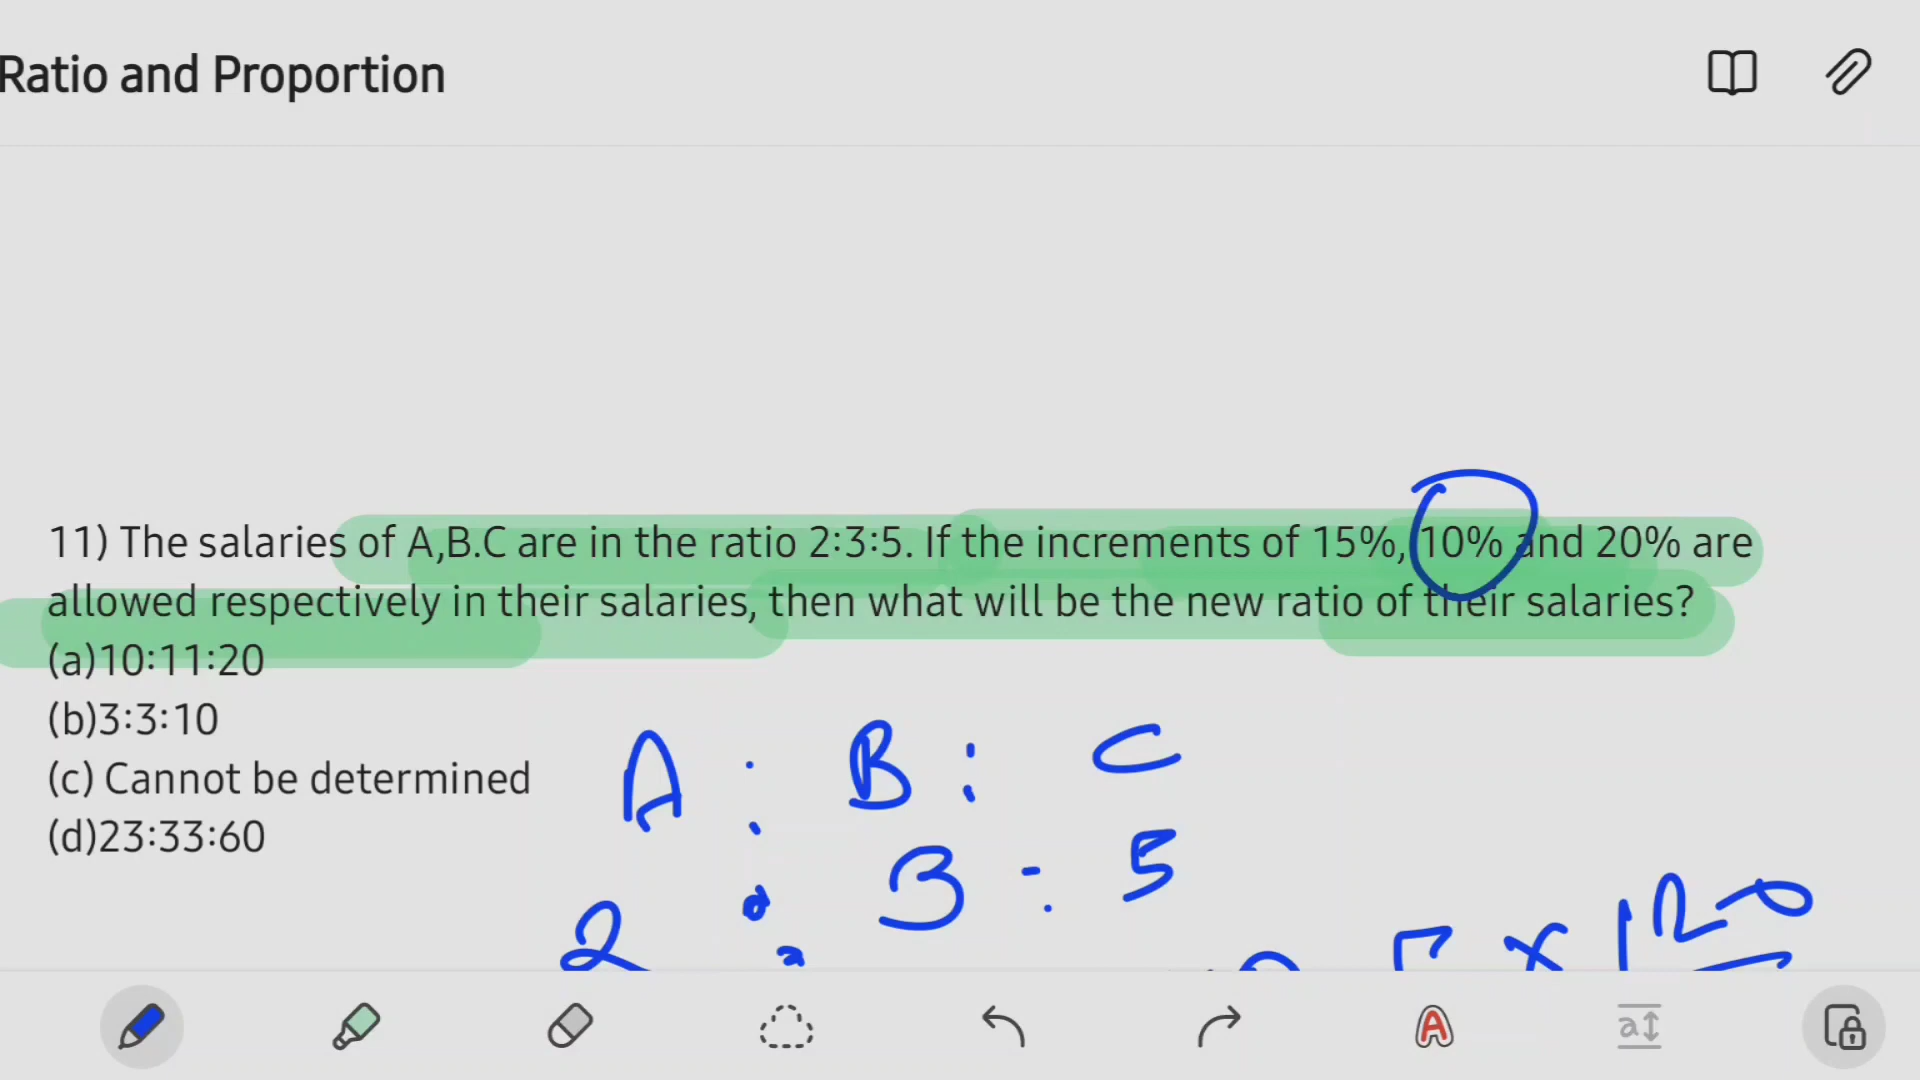 Ratio and Proportion
11) The salaries of A,B.C are in the ratio 2:3:5. If the increments of 15%, 10% and 20% are
allowed respectively in their salaries, then what will be the new ratio of their salaries?
(a)10:11:20
(b)3:3:10
(c) Cannot be determined
(d)23:33:60
A : B : C
2 : 3 : 5
5 x 120
A
a